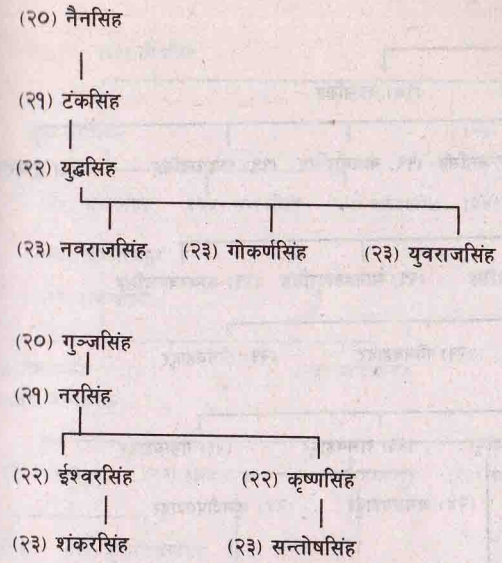 (२०) नैनसिंह
(२१) टंकसिंह
(२२) युद्धसिंह
(२३) नवराजसिंह (२३) गोकर्णसिंह (२३) युवराजसिंह
(२०) गुञ्जसिंह
(२१) नरसिंह
(२२) ईश्वरसिंह (२२) कृष्णसिंह
(२३) शंकरसिंह (२३) सन्तोषसिंह